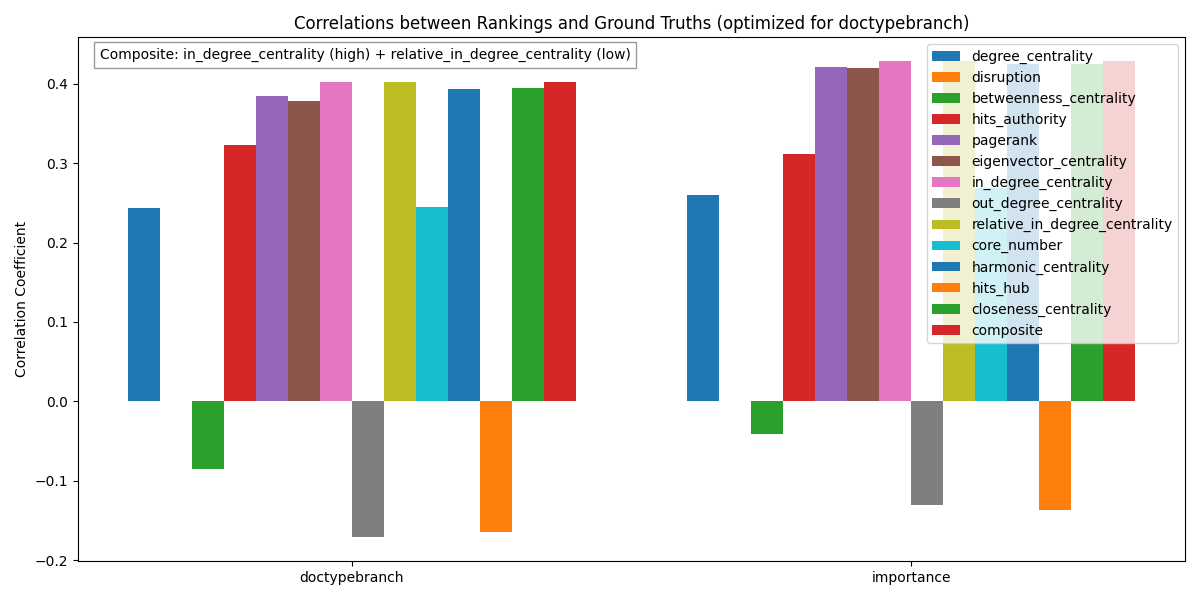 Correlations between Rankings and Ground Truths (optimized for doctypebranch)
Composite: in_degree_centrality (high) + relative_in_degree_centrality (low)
degree_centrality
disruption
betweenness_centrality
hits_authority
pagerank
eigenvector_centrality
in_degree_centrality
out_degree_centrality
relative_in_degree_centrality
core_number
harmonic_centrality
hits_hub
closeness_centrality
composite
Correlation Coefficient
0.4
0.3
0.2
0.1
0.0
−0.1
−0.2
doctypebranch
importance